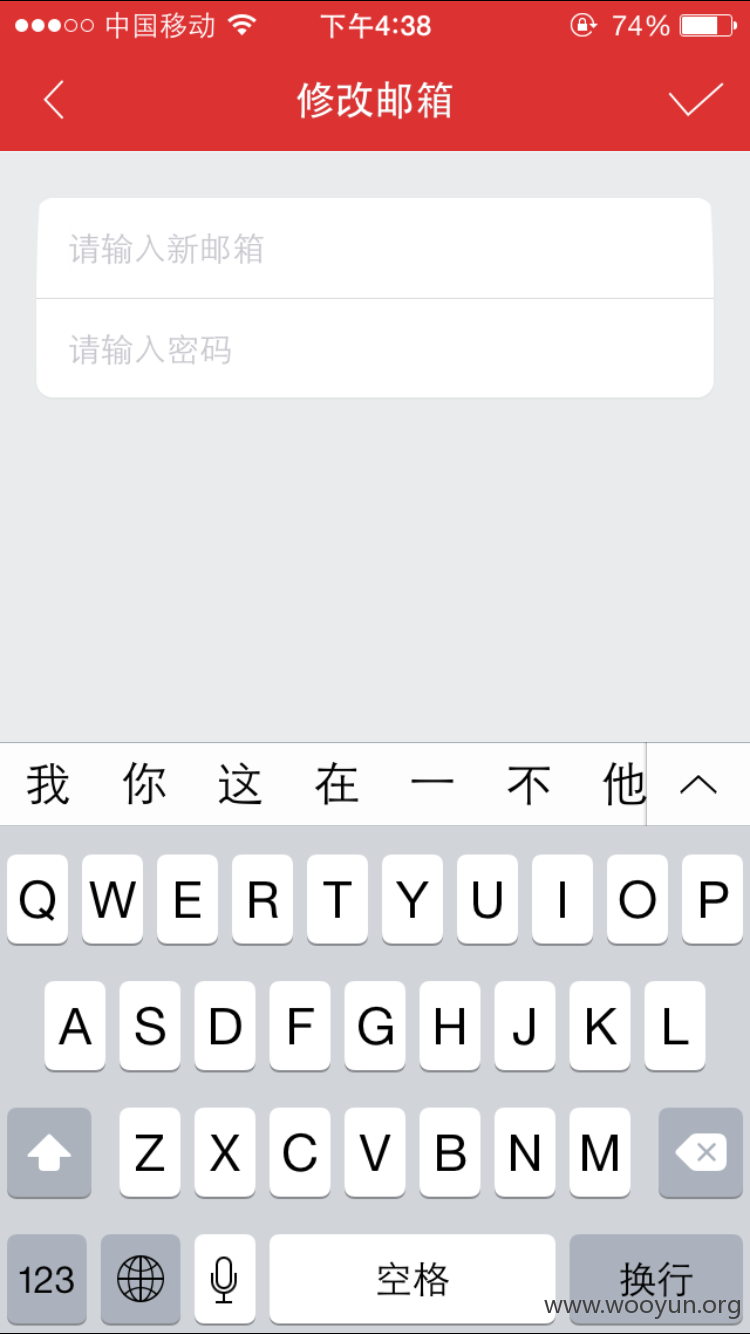 中国移动 下午4:38 74%
修改邮箱
请输入新邮箱
请输入密码
我 你 这 在 一 不 他
Q W E R T Y U I O P
A S D F G H J K L
Z X C V B N M
123 空格 换行
www.wooyun.org